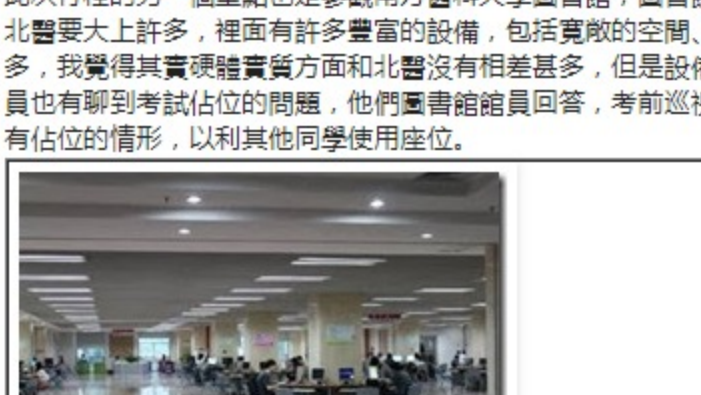 北醫要大上許多，裡面有許多豐富的設備，包括寬敞的空間、
多，我覺得其實硬體實質方面和北醫沒有相差甚多，但是設備
員也有聊到考試佔位的問題，他們圖書館館員回答，考前巡視
有佔位的情形，以利其他同學使用座位。